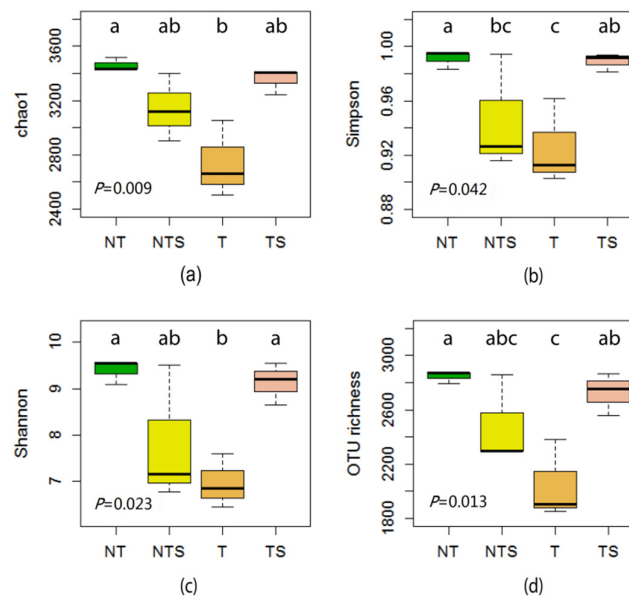 a ab b ab
chao1
3600
3200
2800
2400
P=0.009
NT NTS T TS
(a)
a bc c ab
Simpson
1.00
0.96
0.92
0.88
P=0.042
NT NTS T TS
(b)
a ab b a
Shannon
10
9
8
7
P=0.023
NT NTS T TS
(c)
a abc c ab
OTU richness
3000
2600
2200
1800
P=0.013
NT NTS T TS
(d)